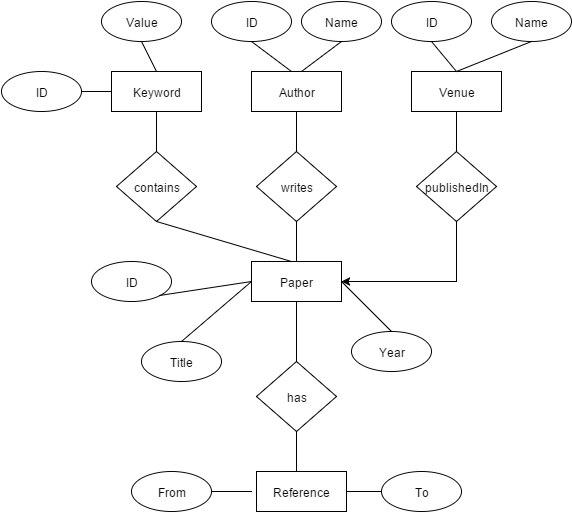 Value
ID
Name
ID
Name
ID
Keyword
Author
Venue
contains
writes
publishedIn
ID
Paper
Title
Year
has
From
Reference
To